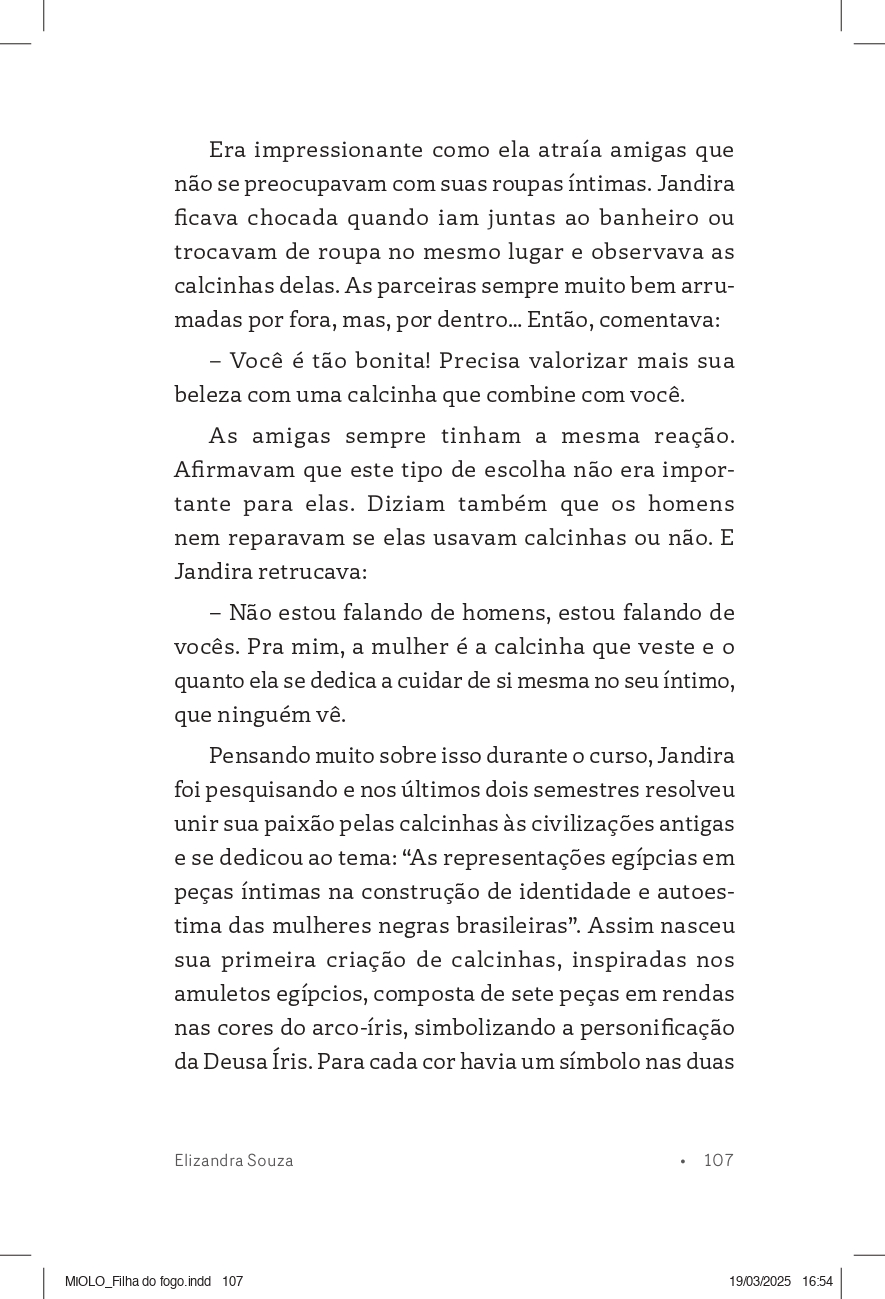 Era impressionante como ela atraía amigas que
não se preocupavam com suas roupas íntimas. Jandira
ficava chocada quando iam juntas ao banheiro ou
trocavam de roupa no mesmo lugar e observava as
calcinhas delas. As parceiras sempre muito bem arru-
madas por fora, mas, por dentro... Então, comentava:
– Você é tão bonita! Precisa valorizar mais sua
beleza com uma calcinha que combine com você.
As amigas sempre tinham a mesma reação.
Afirmavam que este tipo de escolha não era impor-
tante para elas. Diziam também que os homens
nem reparavam se elas usavam calcinhas ou não. E
Jandira retrucava:
– Não estou falando de homens, estou falando de
vocês. Pra mim, a mulher é a calcinha que veste e o
quanto ela se dedica a cuidar de si mesma no seu íntimo,
que ninguém vê.
Pensando muito sobre isso durante o curso, Jandira
foi pesquisando e nos últimos dois semestres resolveu
unir sua paixão pelas calcinhas às civilizações antigas
e se dedicou ao tema: “As representações egípcias em
peças íntimas na construção de identidade e autoes-
tima das mulheres negras brasileiras”. Assim nasceu
sua primeira criação de calcinhas, inspiradas nos
amuletos egípcios, composta de sete peças em rendas
nas cores do arco-íris, simbolizando a personificação
da Deusa Íris. Para cada cor havia um símbolo nas duas
Elizandra Souza • 107
MIOLO_Filha do fogo.indd 107 19/03/2025 16:54